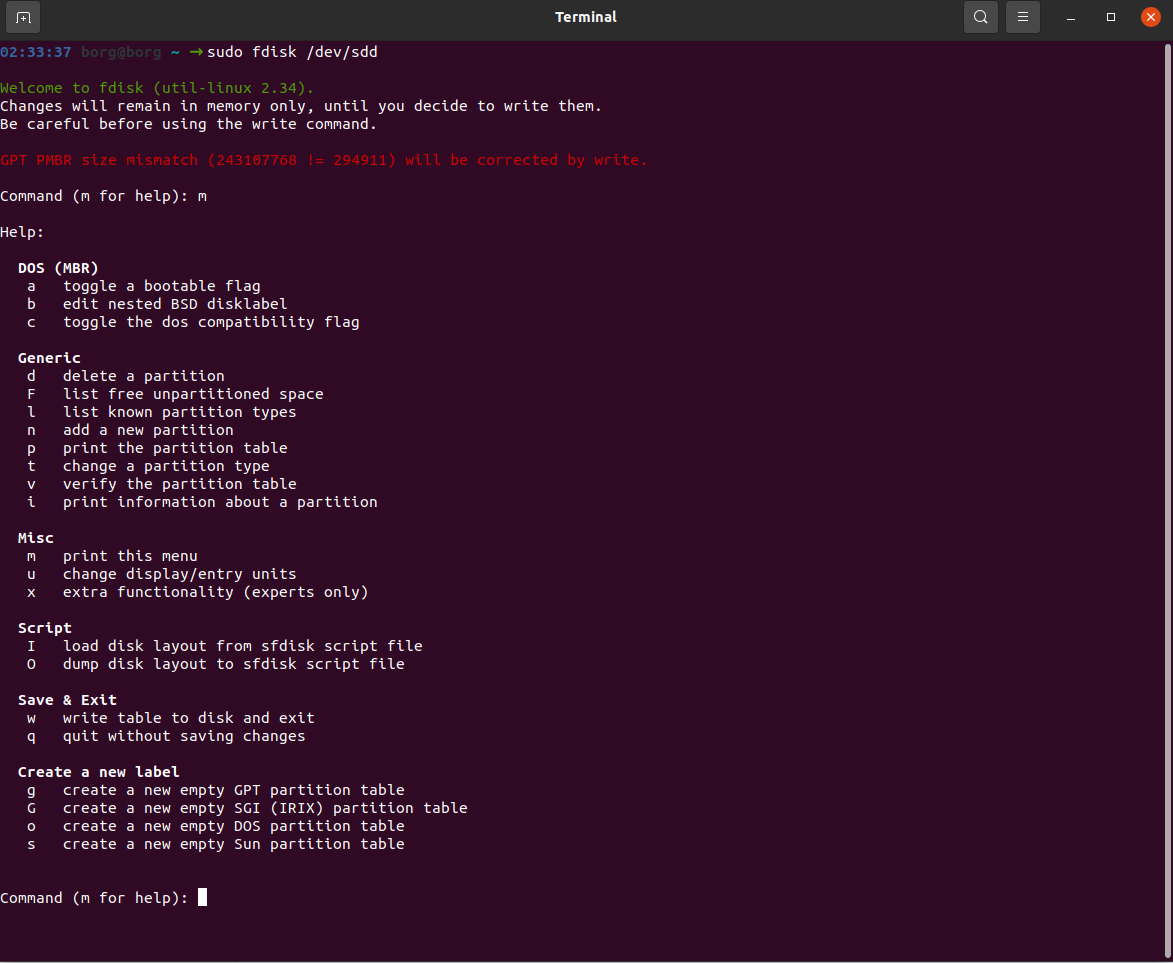 Terminal
02:33:37 borg@borg ~ →sudo fdisk /dev/sdd
Welcome to fdisk (util-linux 2.34).
Changes will remain in memory only, until you decide to write them.
Be careful before using the write command.
GPT PMBR size mismatch (243107768 != 294911) will be corrected by write.
Command (m for help): m
Help:
DOS (MBR)
a   toggle a bootable flag
b   edit nested BSD disklabel
c   toggle the dos compatibility flag
Generic
d   delete a partition
F   list free unpartitioned space
l   list known partition types
n   add a new partition
p   print the partition table
t   change a partition type
v   verify the partition table
i   print information about a partition
Misc
m   print this menu
u   change display/entry units
x   extra functionality (experts only)
Script
I   load disk layout from sfdisk script file
O   dump disk layout to sfdisk script file
Save & Exit
w   write table to disk and exit
q   quit without saving changes
Create a new label
g   create a new empty GPT partition table
G   create a new empty SGI (IRIX) partition table
o   create a new empty DOS partition table
s   create a new empty Sun partition table
Command (m for help):